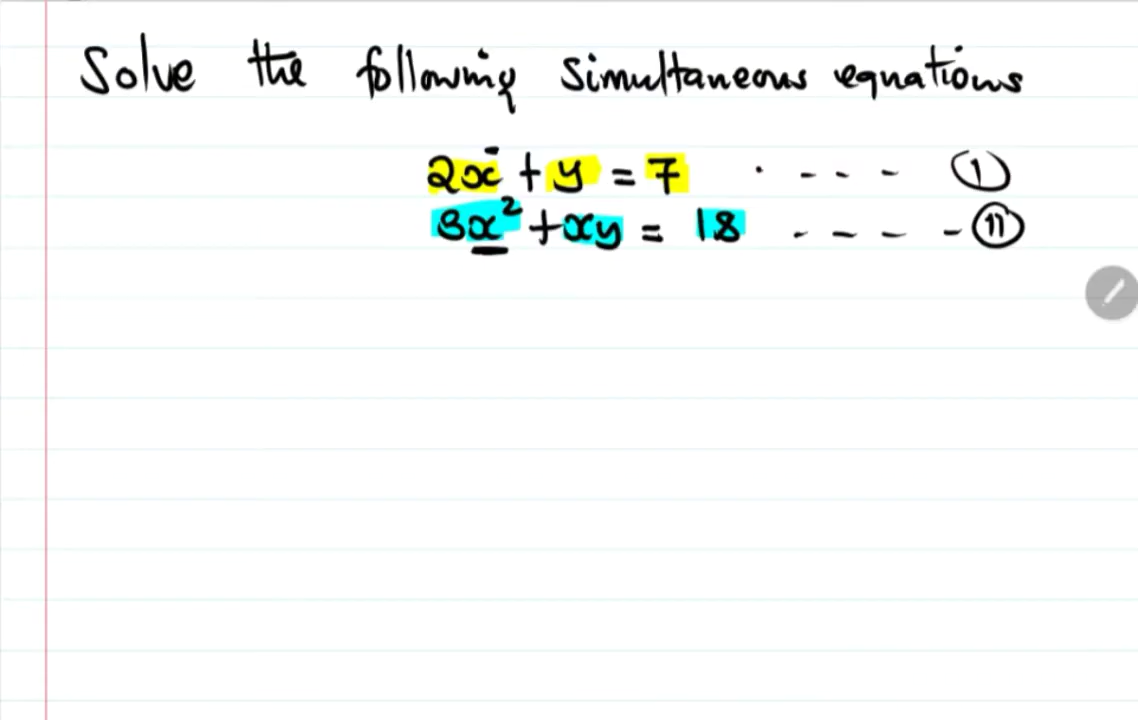 Solve the following simultaneous equations
2x + y = 7 . - - - (1)
3x² + xy = 18 - - - - (11)